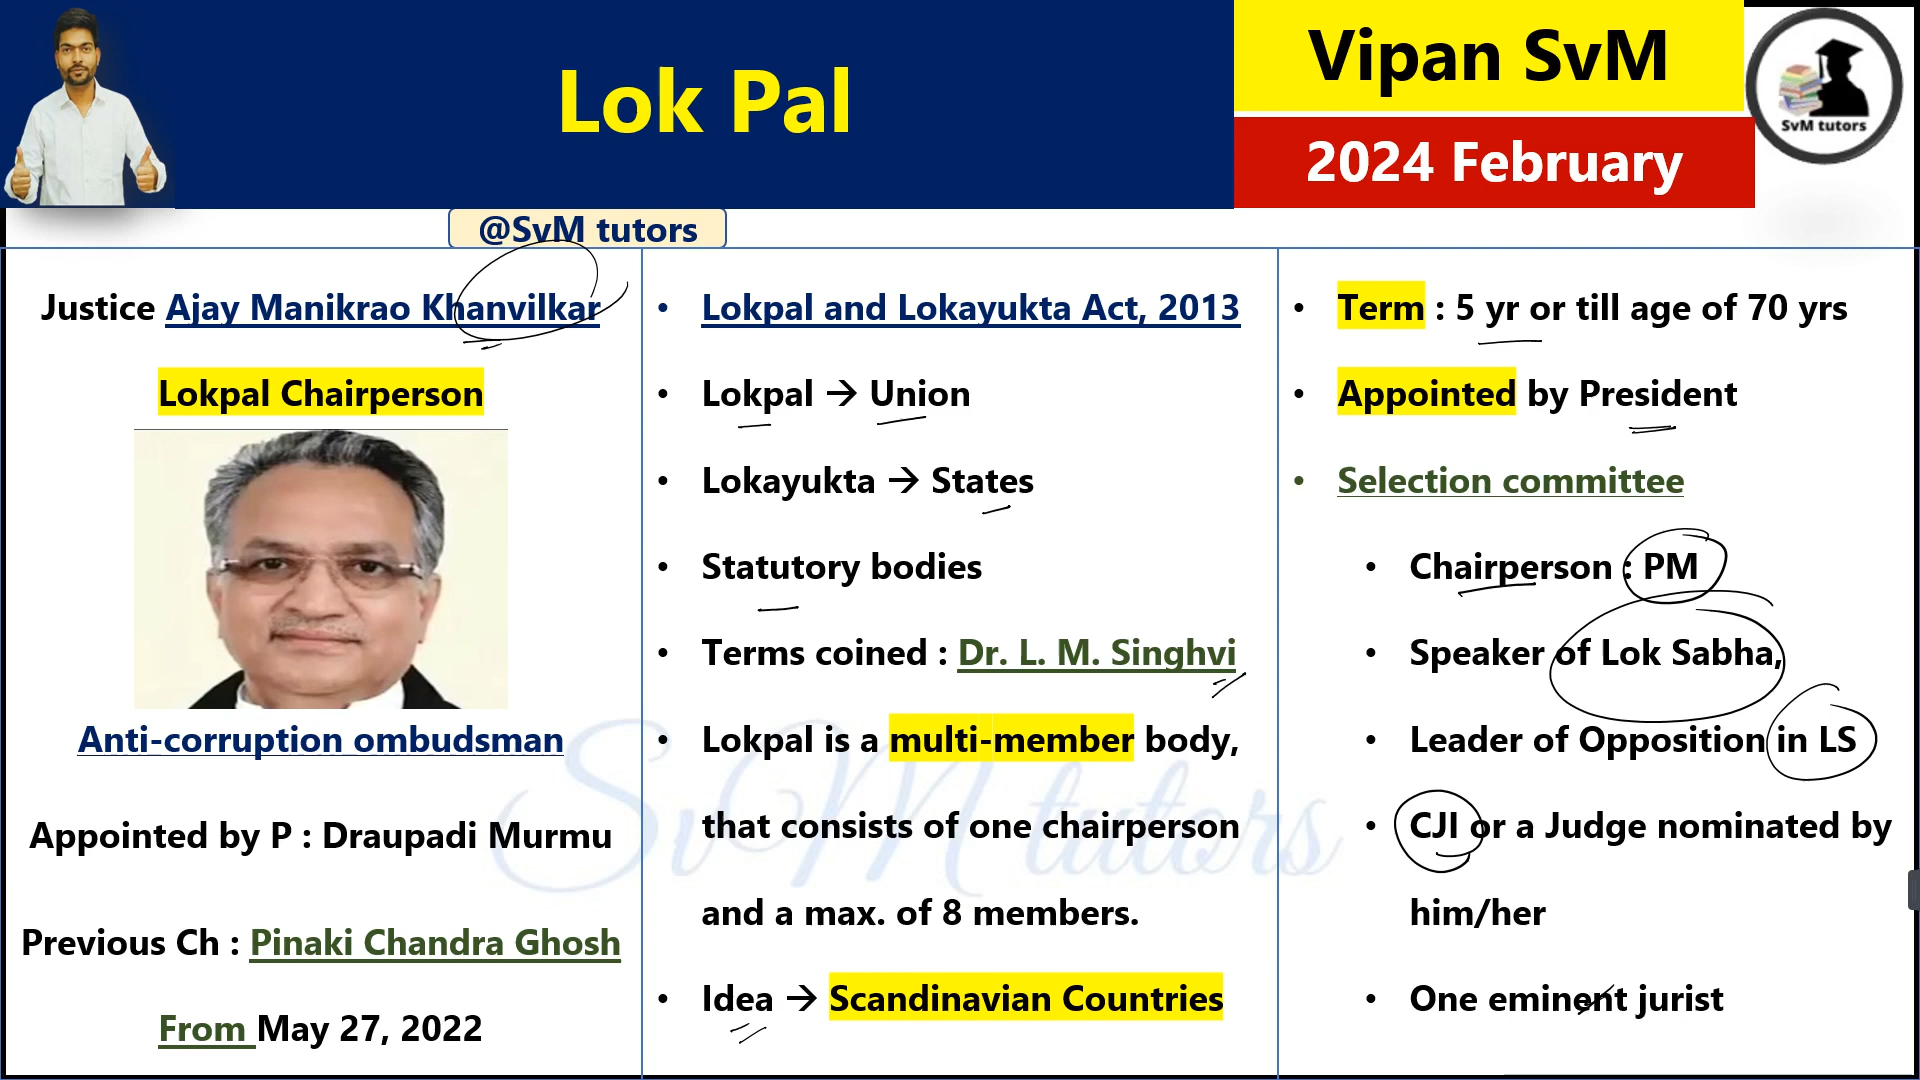 Lok Pal
Vipan SvM
2024 February
SvM tutors
@SvM tutors
Justice Ajay Manikrao Khanvilkar
Lokpal Chairperson
Anti-corruption ombudsman
Appointed by P : Draupadi Murmu
Previous Ch : Pinaki Chandra Ghosh
From May 27, 2022
• Lokpal and Lokayukta Act, 2013
• Lokpal → Union
• Lokayukta → States
• Statutory bodies
• Terms coined : Dr. L. M. Singhvi
• Lokpal is a multi-member body,
that consists of one chairperson
and a max. of 8 members.
• Idea → Scandinavian Countries
• Term : 5 yr or till age of 70 yrs
• Appointed by President
• Selection committee
• Chairperson : PM
• Speaker of Lok Sabha,
• Leader of Opposition in LS
• CJI or a Judge nominated by
him/her
• One eminent jurist
SvM tutors